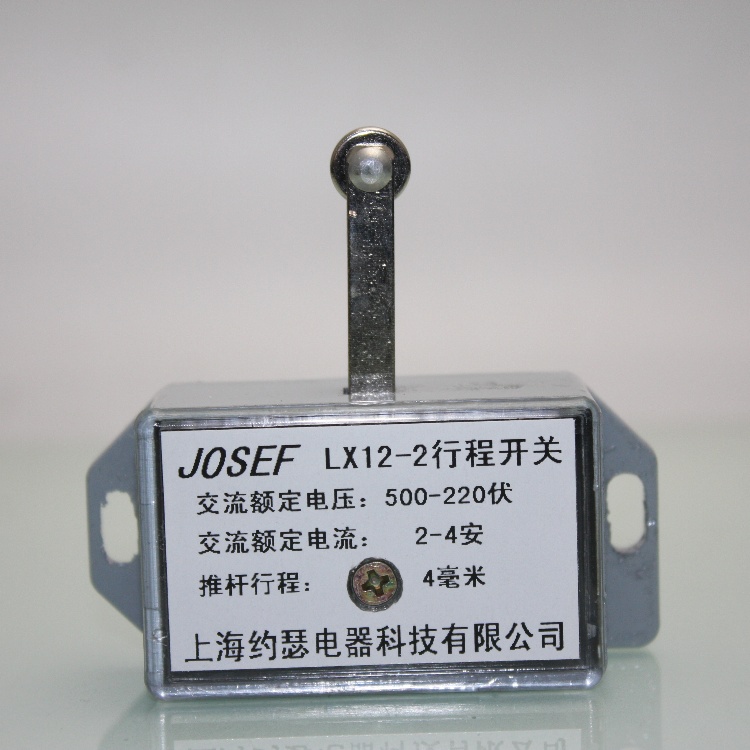 JOSEF LX12-2行程开关
交流额定电压：500-220伏
交流额定电流： 2-4安
推杆行程： 4毫米
上海约瑟电器科技有限公司